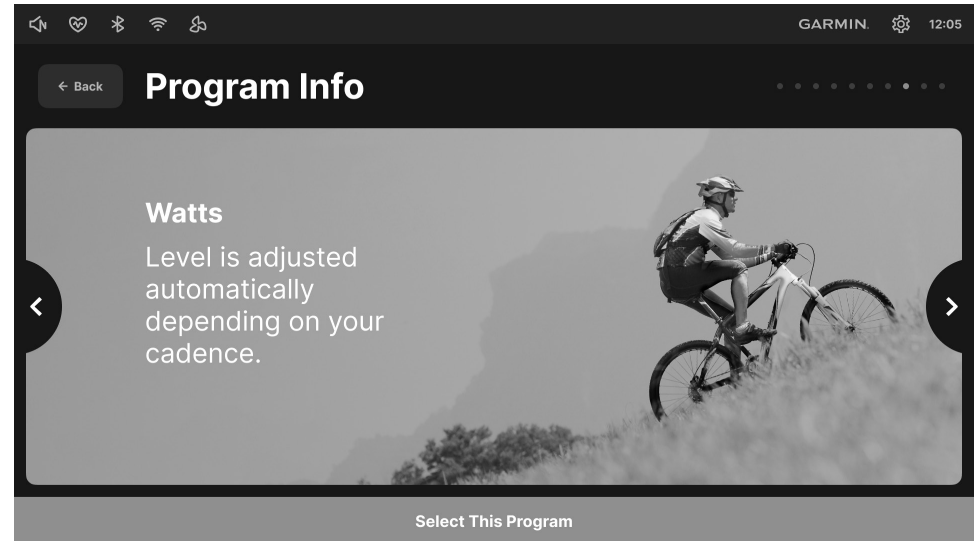 GARMIN.
12:05
← Back
Program Info
Watts
Level is adjusted
automatically
depending on your
cadence.
Select This Program